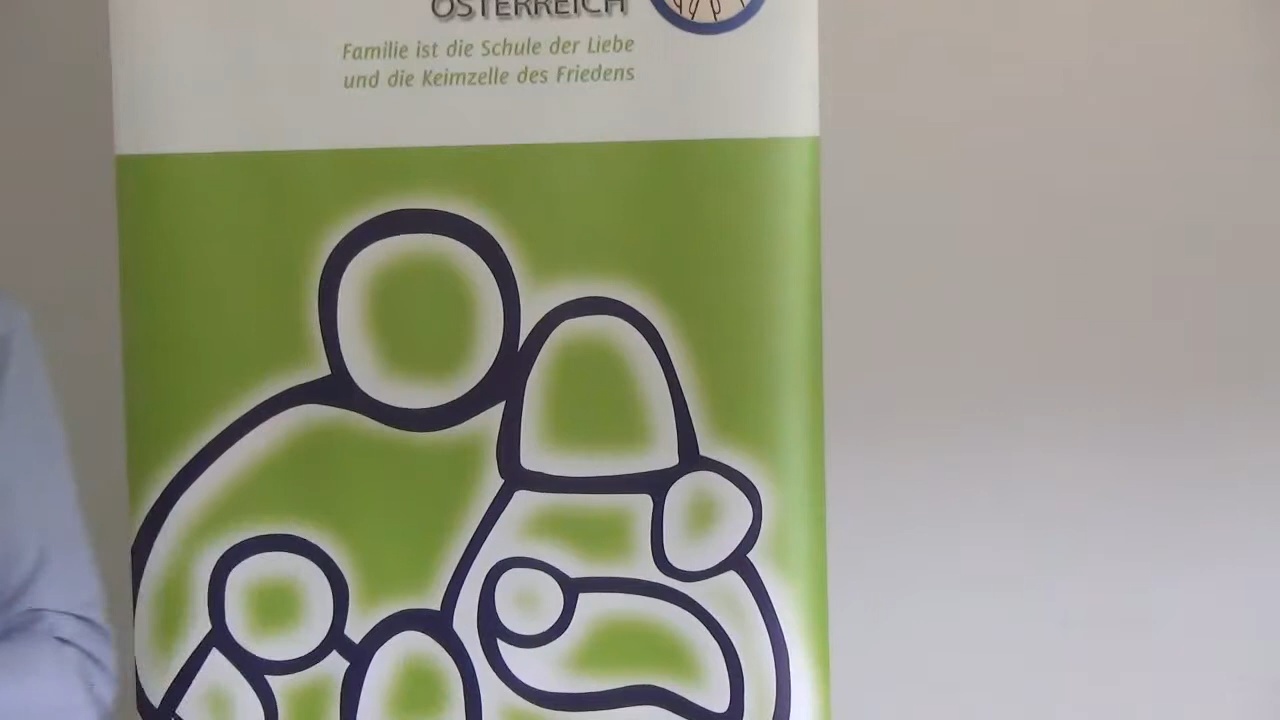 ÖSTERREICH
Familie ist die Schule der Liebe
und die Keimzelle des Friedens